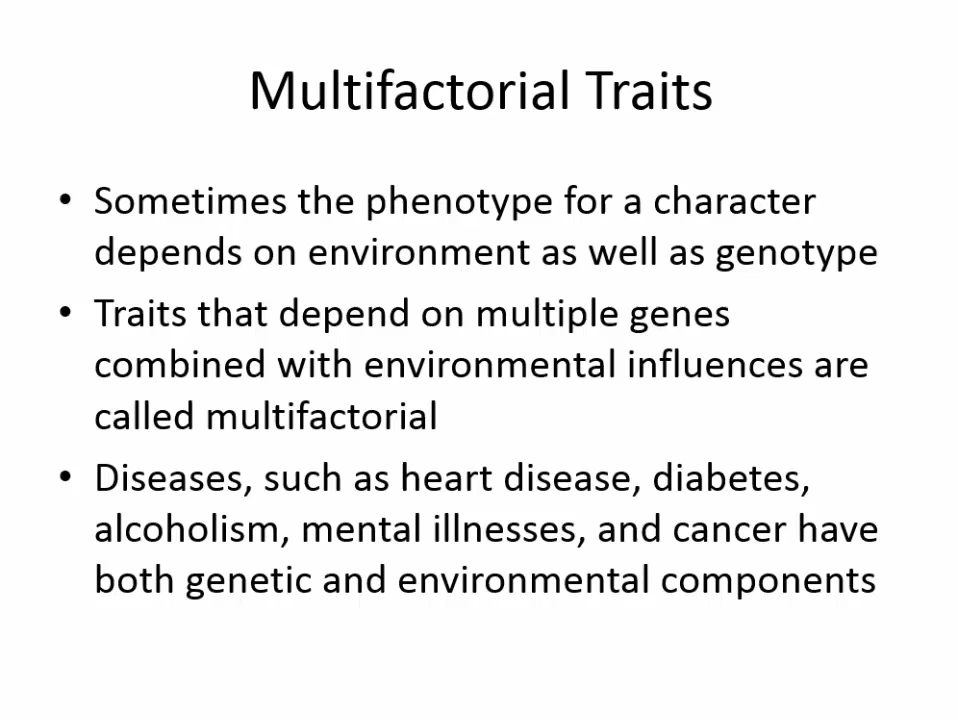 Multifactorial Traits
• Sometimes the phenotype for a character
depends on environment as well as genotype
• Traits that depend on multiple genes
combined with environmental influences are
called multifactorial
• Diseases, such as heart disease, diabetes,
alcoholism, mental illnesses, and cancer have
both genetic and environmental components